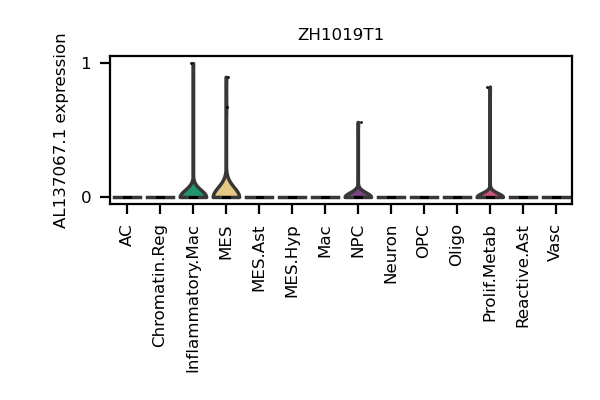 ZH1019T1
AL137067.1 expression
1
0
AC
Chromatin.Reg
Inflammatory.Mac
MES
MES.Ast
MES.Hyp
Mac
NPC
Neuron
OPC
Oligo
Prolif.Metab
Reactive.Ast
Vasc